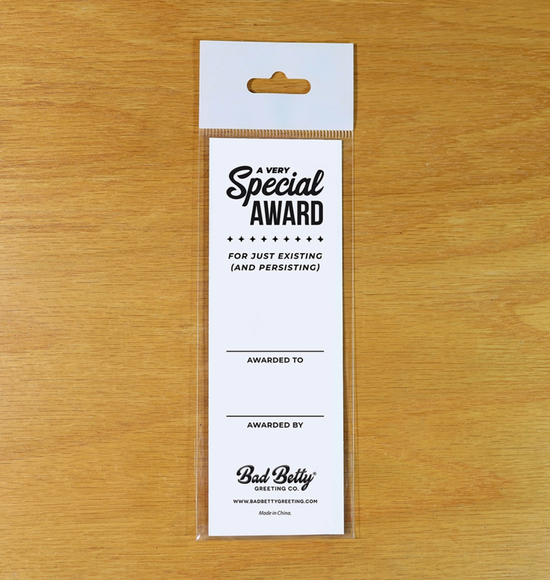 A VERY
Special
AWARD
FOR JUST EXISTING
(AND PERSISTING)
AWARDED TO
AWARDED BY
Bad Betty®
GREETING CO.
WWW.BADBETTYGREETING.COM
Made in China.